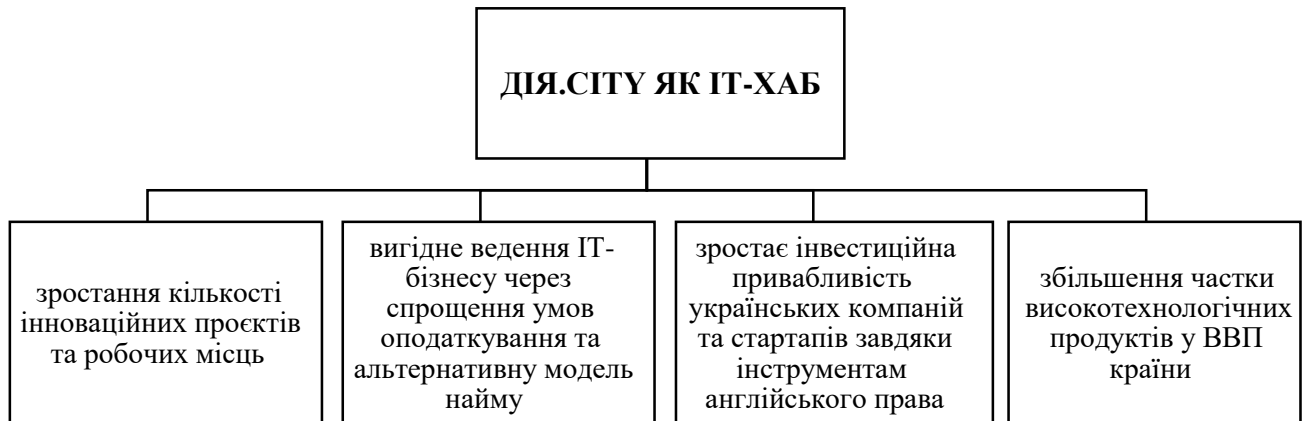 ДІЯ.CITY ЯК ІТ-ХАБ
зростання кількості
інноваційних проєктів
та робочих місць
вигідне ведення ІТ-
бізнесу через
спрощення умов
оподаткування та
альтернативну модель
найму
зростає інвестиційна
привабливість
українських компаній
та стартапів завдяки
інструментам
англійського права
збільшення частки
високотехнологічних
продуктів у ВВП
країни